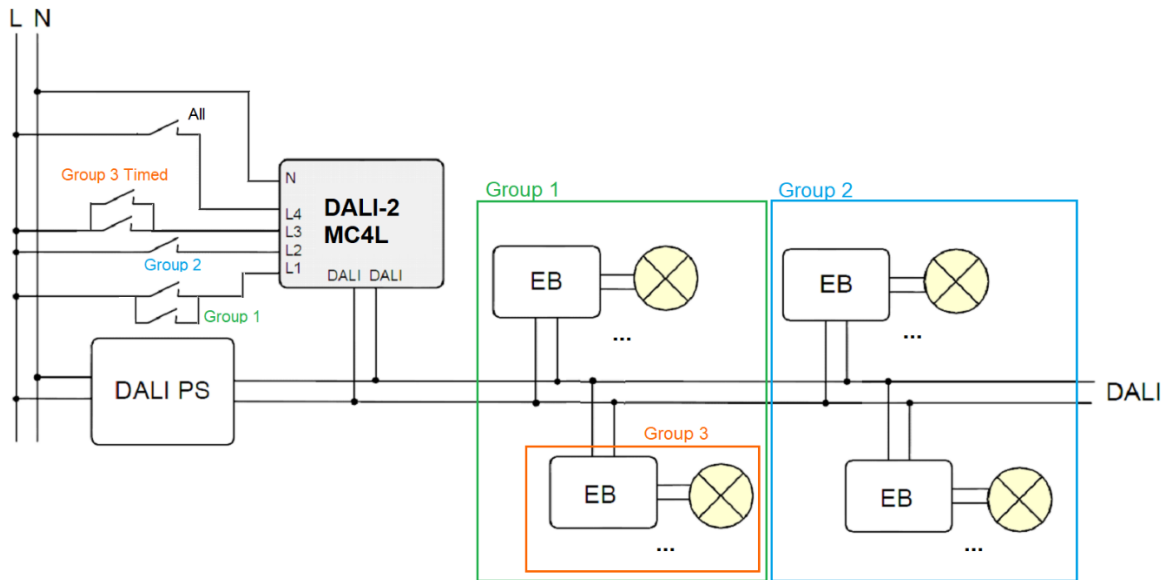 L N
All
Group 3 Timed
N
L4
L3
L2
L1
DALI-2
MC4L
DALI DALI
Group 2
Group 1
DALI PS
Group 1
Group 2
EB
...
EB
...
DALI
Group 3
EB
...
EB
...